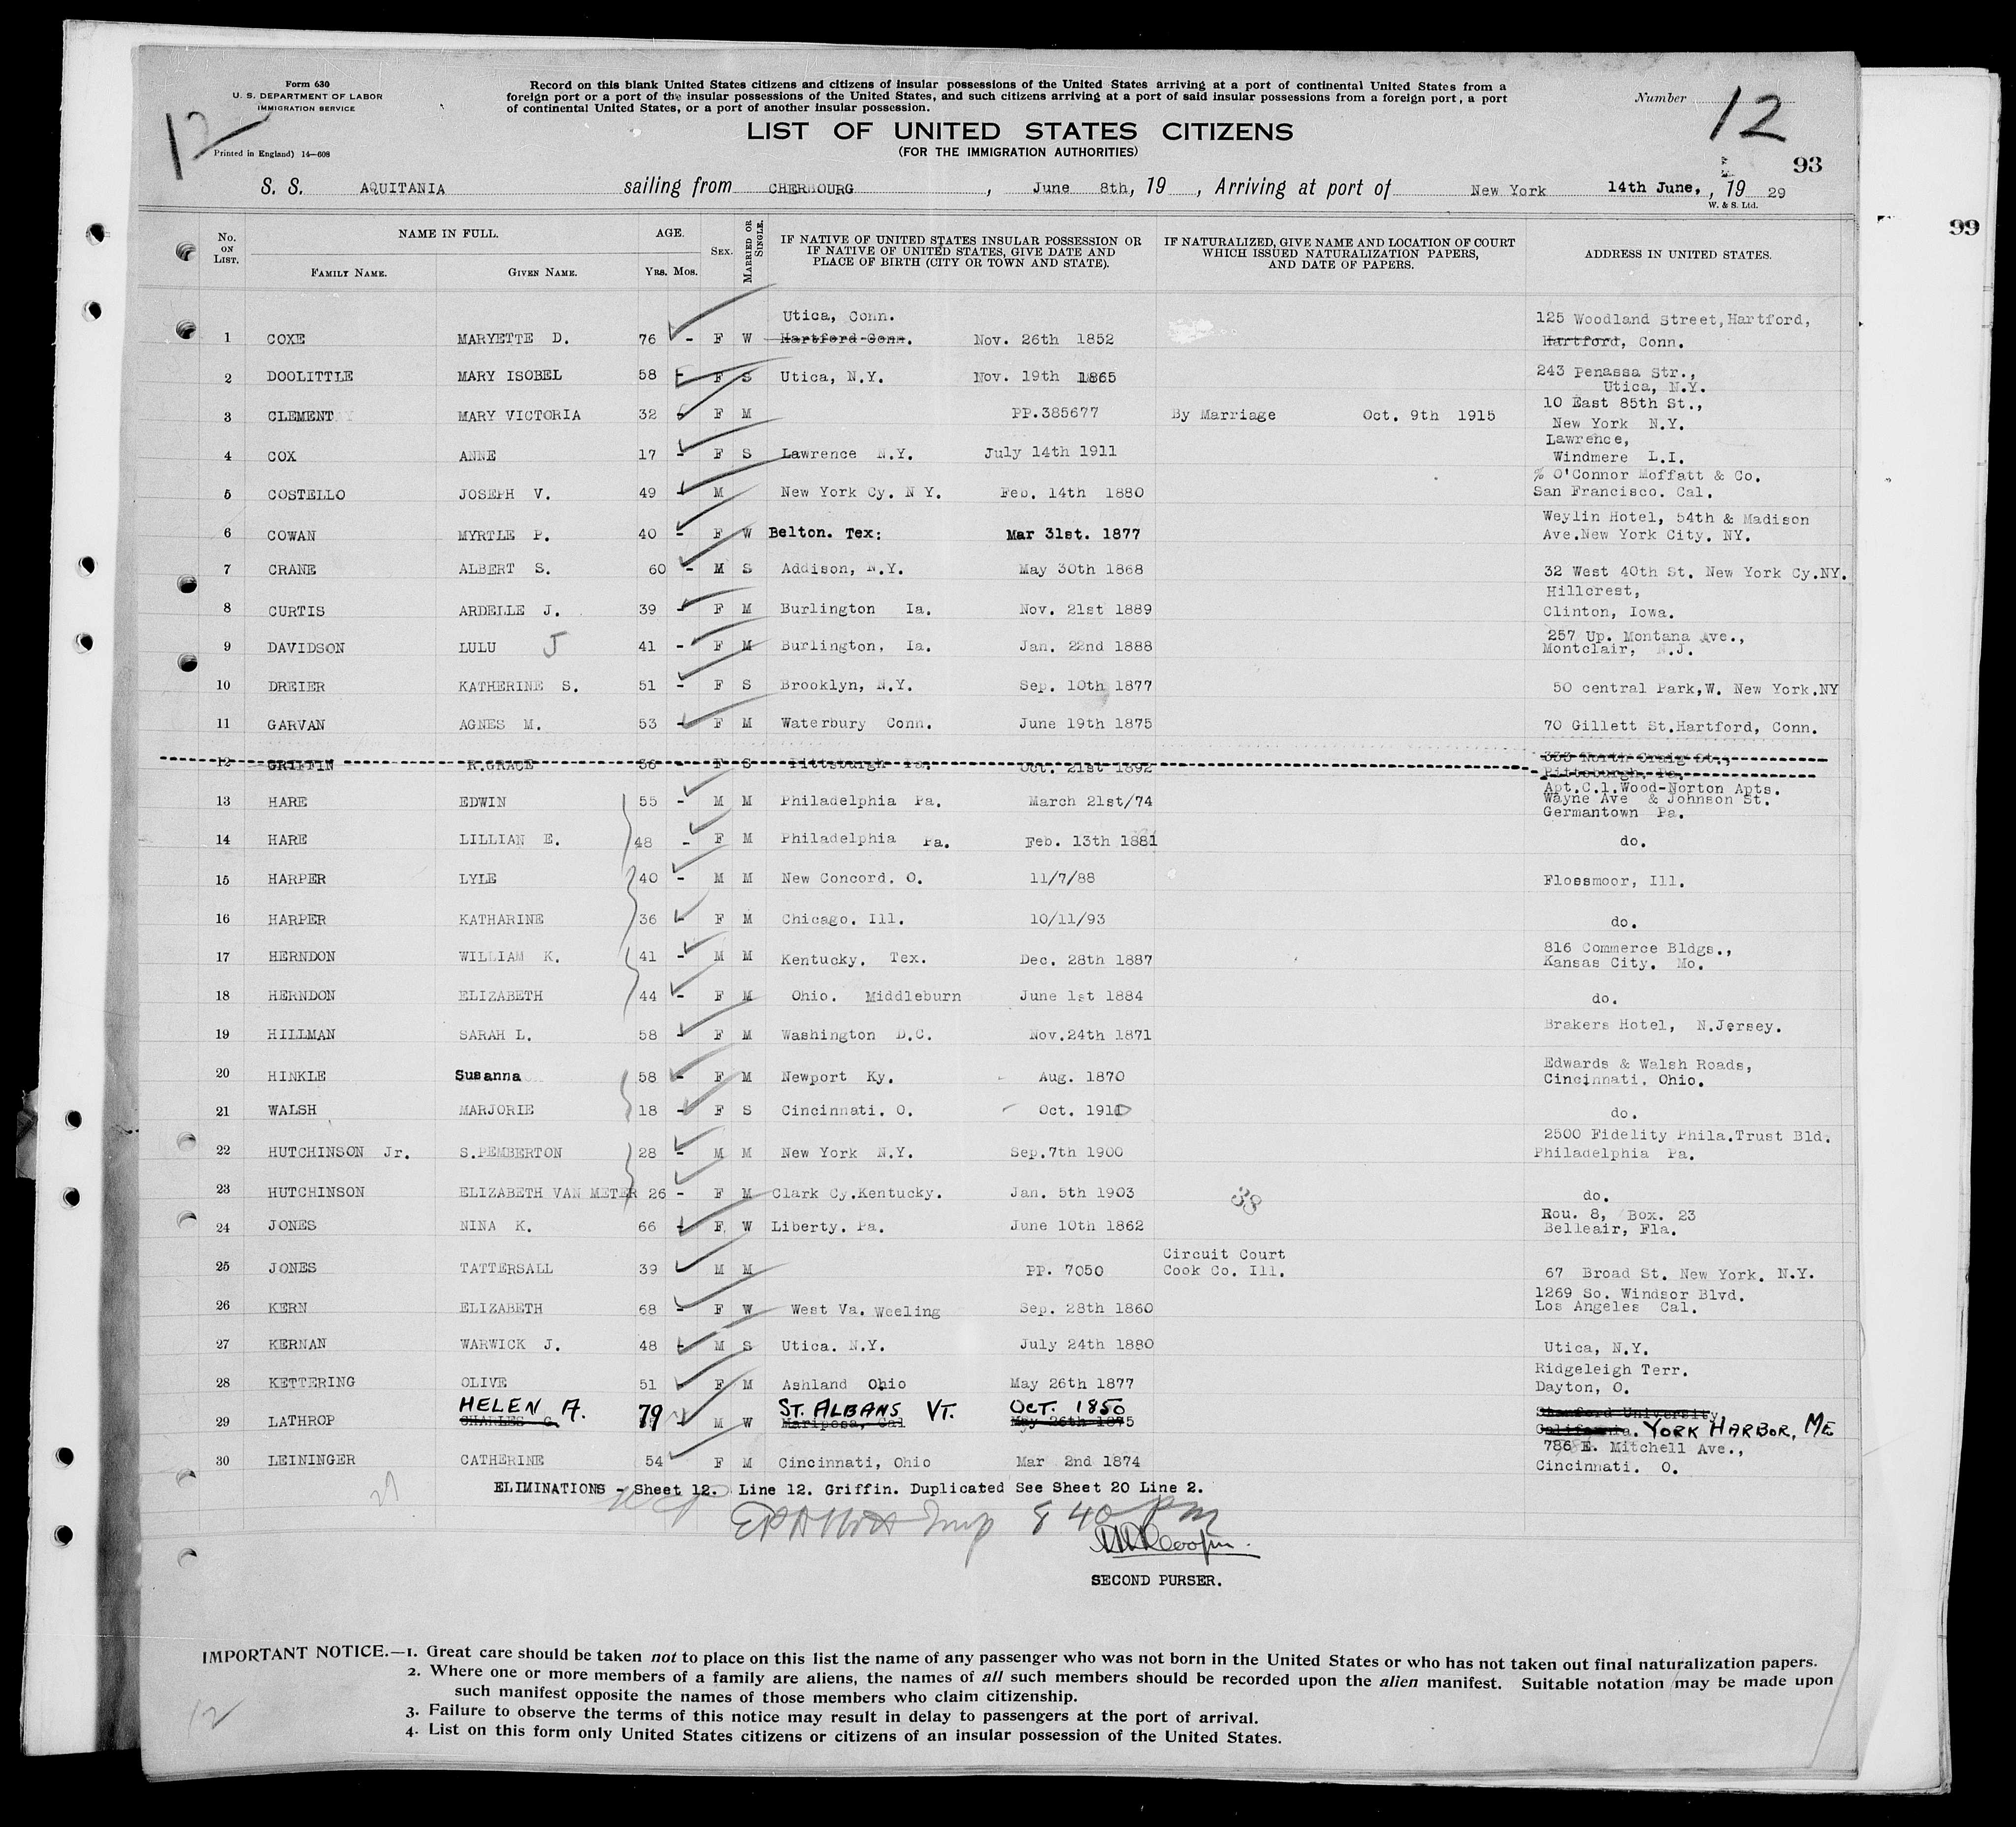 Form 630
U. S. DEPARTMENT OF LABOR
IMMIGRATION SERVICE
Printed in England) 14—608
12
Record on this blank United States citizens and citizens of insular possessions of the United States arriving at a port of continental United States from a
foreign port or a port of the insular possessions of the United States, and such citizens arriving at a port of said insular possessions from a foreign port, a port
of continental United States, or a port of another insular possession.
Number 12
LIST OF UNITED STATES CITIZENS
(FOR THE IMMIGRATION AUTHORITIES)
93
99
S. S. AQUITANIA sailing from CHERBOURG, June 8th, 19 , Arriving at port of New York 14th June, , 19 29
W. & S. Ltd.
No. ON LIST. NAME IN FULL. FAMILY NAME. GIVEN NAME. AGE. Yrs. Mos. SEX. MARRIED OR SINGLE. IF NATIVE OF UNITED STATES INSULAR POSSESSION OR IF NATIVE OF UNITED STATES, GIVE DATE AND PLACE OF BIRTH (CITY OR TOWN AND STATE). IF NATURALIZED, GIVE NAME AND LOCATION OF COURT WHICH ISSUED NATURALIZATION PAPERS, AND DATE OF PAPERS. ADDRESS IN UNITED STATES.
1 COXE MARYETTE D. 76 - F W Utica, Conn. Hartford Conn. Nov. 26th 1852 125 Woodland Street, Hartford, Hartford, Conn.
2 DOOLITTLE MARY ISOBEL 58 - F S Utica, N.Y. Nov. 19th 1865 243 Penassa Str., Utica, N.Y.
3 CLEMENT MARY VICTORIA 32 F M PP.385677 By Marriage Oct. 9th 1915 10 East 85th St., New York N.Y.
4 COX ANNE 17 - F S Lawrence N.Y. July 14th 1911 Lawrence, Windmere L.I.
5 COSTELLO JOSEPH V. 49 - M New York Cy. N Y. Feb. 14th 1880 % O'Connor Moffatt & Co. San Francisco. Cal.
6 COWAN MYRTLE P. 40 - F W Belton. Tex: Mar 31st. 1877 Weylin Hotel, 54th & Madison Ave.New York City. NY.
7 CRANE ALBERT S. 60 - M S Addison, N.Y. May 30th 1868 32 West 40th St. New York Cy.NY.
8 CURTIS ARDELLE J. 39 - F M Burlington Ia. Nov. 21st 1889 Hillcrest, Clinton, Iowa.
9 DAVIDSON LULU J 41 - F M Burlington, Ia. Jan. 22nd 1888 257 Up. Montana Ave., Montclair, N.J.
10 DREIER KATHERINE S. 51 - F S Brooklyn, N.Y. Sep. 10th 1877 50 central Park,W. New York.NY
11 GARVAN AGNES M. 53 - F M Waterbury Conn. June 19th 1875 70 Gillett St.Hartford, Conn.
12 GRIFFIN R.GRACE 36 - F S Pittsburgh Pa. Oct. 21st 1892 333 North Craig St., Pittsburgh. Pa.
13 HARE EDWIN 55 - M M Philadelphia Pa. March 21st/74 Apt.C.1.Wood-Norton Apts. Wayne Ave & Johnson St. Germantown Pa.
14 HARE LILLIAN E. 48 - F M Philadelphia Pa. Feb. 13th 1881 do.
15 HARPER LYLE 40 - M M New Concord. O. 11/7/88 Flossmoor, Ill.
16 HARPER KATHARINE 36 - F M Chicago. Ill. 10/11/93 do.
17 HERNDON WILLIAM K. 41 - M M Kentucky. Tex. Dec. 28th 1887 816 Commerce Bldgs., Kansas City. Mo.
18 HERNDON ELIZABETH 44 - F M Ohio. Middleburn June 1st 1884 do.
19 HILLMAN SARAH L. 58 - F M Washington D.C. Nov.24th 1871 Brakers Hotel, N.Jersey.
20 HINKLE Susanna 58 - F M Newport Ky. Aug. 1870 Edwards & Walsh Roads, Cincinnati. Ohio.
21 WALSH MARJORIE 18 - F S Cincinnati. O. Oct. 1910 do.
22 HUTCHINSON Jr. S.PEMBERTON 28 - M M New York N.Y. Sep.7th 1900 2500 Fidelity Phila.Trust Bld. Philadelphia Pa.
23 HUTCHINSON ELIZABETH VAN METER 26 - F M Clark Cy.Kentucky. Jan. 5th 1903 38 do.
24 JONES NINA K. 66 - F W Liberty. Pa. June 10th 1862 Rou. 8, Box. 23 Belleair, Fla.
25 JONES TATTERSALL 39 - M M PP. 7050 Circuit Court Cook Co. Ill. 67 Broad St. New York. N.Y.
26 KERN ELIZABETH 68 - F W West Va. Weeling Sep. 28th 1860 1269 So. Windsor Blvd. Los Angeles Cal.
27 KERNAN WARWICK J. 48 - M S Utica. N.Y. July 24th 1880 Utica, N.Y.
28 KETTERING OLIVE 51 - F M Ashland Ohio May 26th 1877 Ridgeleigh Terr. Dayton, O.
29 LATHROP HELEN A. CHARLES G. 79 M W ST. ALBANS VT. Mariposa, Cal OCT. 1850 May 26th 1875 Stanford University California. YORK HARBOR, ME
30 LEININGER CATHERINE 54 F M Cincinnati, Ohio Mar 2nd 1874 786 E. Mitchell Ave., Cincinnati. O.
ELIMINATIONS - Sheet 12. Line 12. Griffin. Duplicated See Sheet 20 Line 2.
8 40 pm
SECOND PURSER.
IMPORTANT NOTICE.—1. Great care should be taken not to place on this list the name of any passenger who was not born in the United States or who has not taken out final naturalization papers.
2. Where one or more members of a family are aliens, the names of all such members should be recorded upon the alien manifest. Suitable notation may be made upon
such manifest opposite the names of those members who claim citizenship.
3. Failure to observe the terms of this notice may result in delay to passengers at the port of arrival.
4. List on this form only United States citizens or citizens of an insular possession of the United States.
12